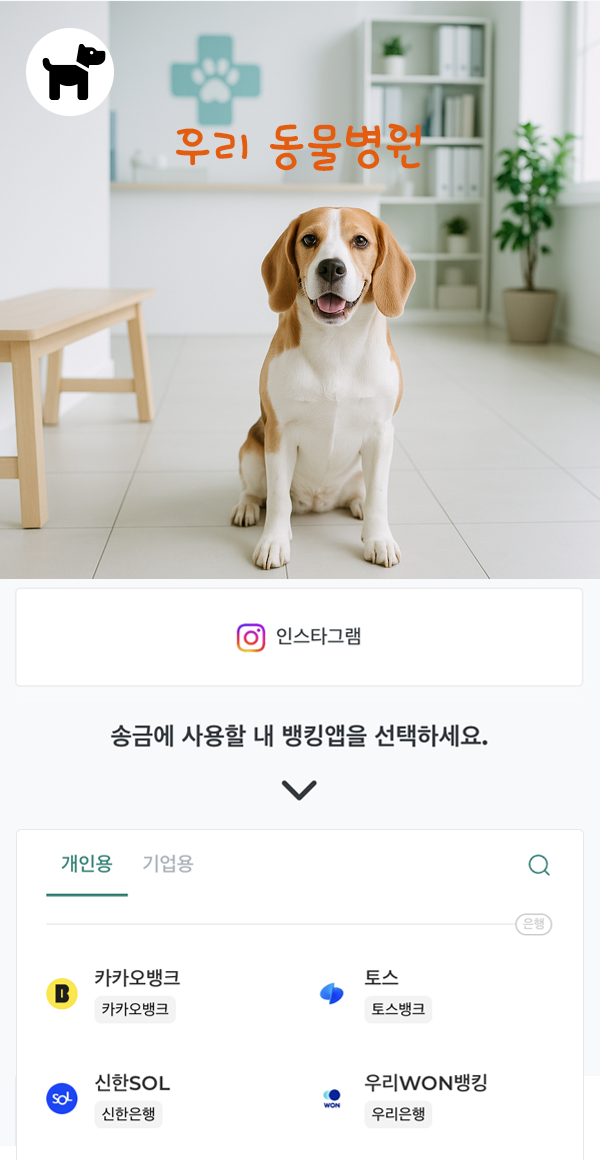 우리 동물병원
인스타그램
송금에 사용할 내 뱅킹앱을 선택하세요.
개인용 기업용
은행
카카오뱅크
카카오뱅크
토스
토스뱅크
신한SOL
신한은행
우리WON뱅킹
우리은행
B
SOL
WON